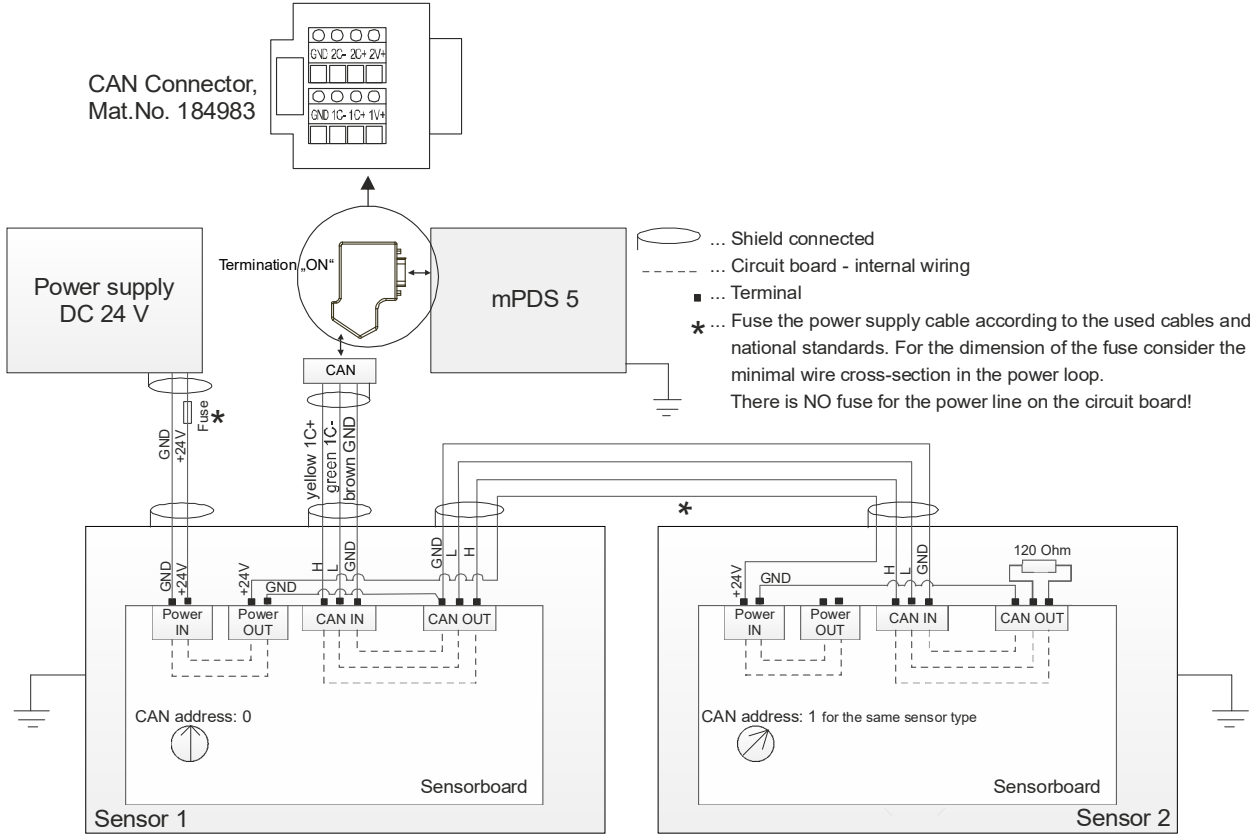 CAN Connector,
Mat.No. 184983
GND 2C- 2C+ 2V+
GND 1C- 1C+ 1V+
Power supply
DC 24 V
Termination „ON“
mPDS 5
CAN
... Shield connected
... Circuit board - internal wiring
... Terminal
* ... Fuse the power supply cable according to the used cables and
national standards. For the dimension of the fuse consider the
minimal wire cross-section in the power loop.
There is NO fuse for the power line on the circuit board!
GND
+24V
Fuse
*
yellow 1C+
green 1C-
brown GND
*
GND
+24V
+24V
GND
H
L
GND
GND
L
H
Power
IN
Power
OUT
CAN IN
CAN OUT
CAN address: 0
Sensorboard
Sensor 1
+24V
GND
H
L
GND
120 Ohm
Power
IN
Power
OUT
CAN IN
CAN OUT
CAN address: 1 for the same sensor type
Sensorboard
Sensor 2